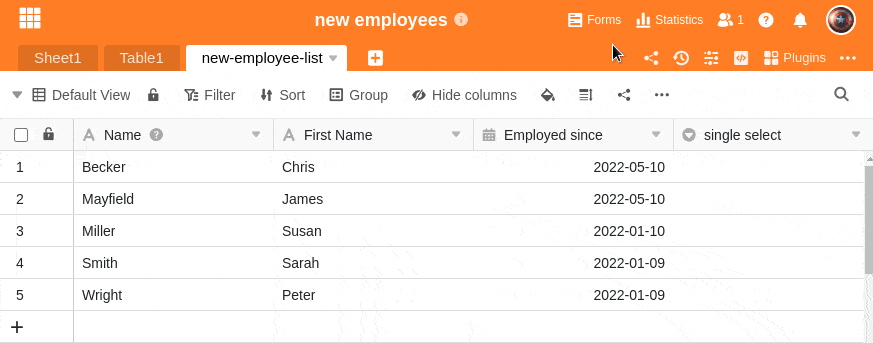 new employees
Forms Statistics 1
Sheet1 Table1 new-employee-list Plugins
Default View Filter Sort Group Hide columns
Name First Name Employed since single select
1 Becker Chris 2022-05-10
2 Mayfield James 2022-05-10
3 Miller Susan 2022-01-10
4 Smith Sarah 2022-01-09
5 Wright Peter 2022-01-09